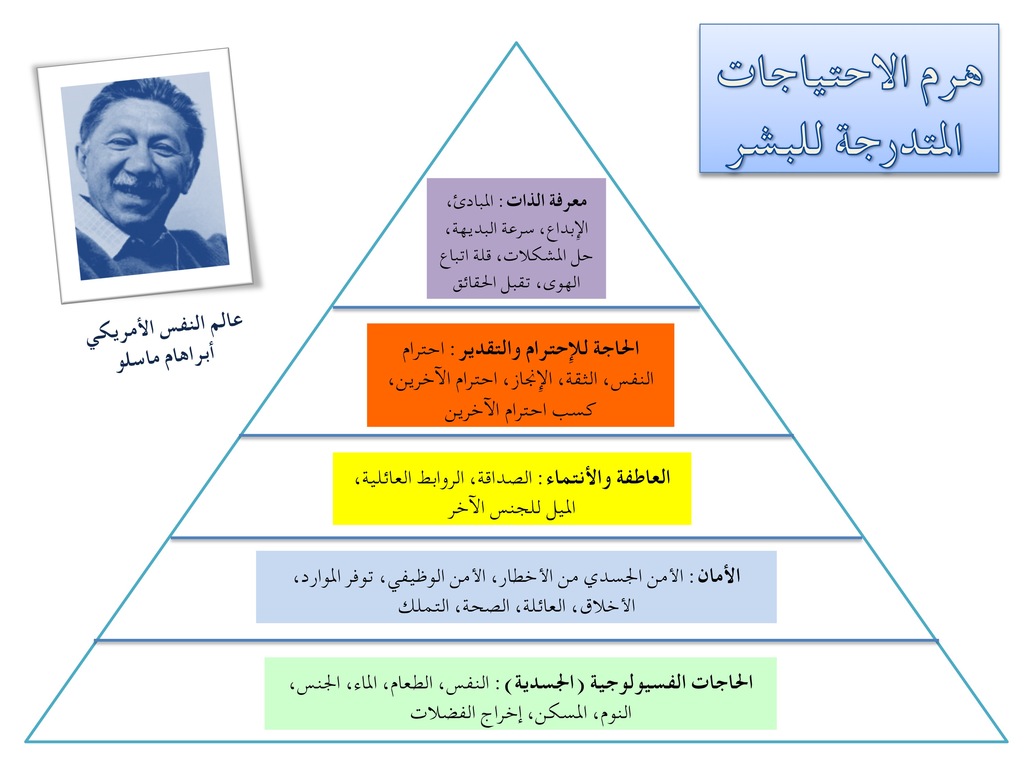 هرم الاحتياجات
المتدرجة للبشر
عالم النفس الأمريكي
أبراهام ماسلو
معرفة الذات : المبادئ،
الإبداع، سرعة البديهة،
حل المشكلات، قلة اتباع
الهوى، تقبل الحقائق
الحاجة للإحترام والتقدير : احترام
النفس، الثقة، الإنجاز، احترام الآخرين،
كسب احترام الآخرين
العاطفة والأنتماء : الصداقة، الروابط العائلية،
الميل للجنس الآخر
الأمان : الأمن الجسدي من الأخطار، الأمن الوظيفي، توفر الموارد،
الأخلاق، العائلة، الصحة، التملك
الحاجات الفسيولوجية (الجسدية) : النفس، الطعام، الماء، الجنس،
النوم، المسكن، إخراج الفضلات